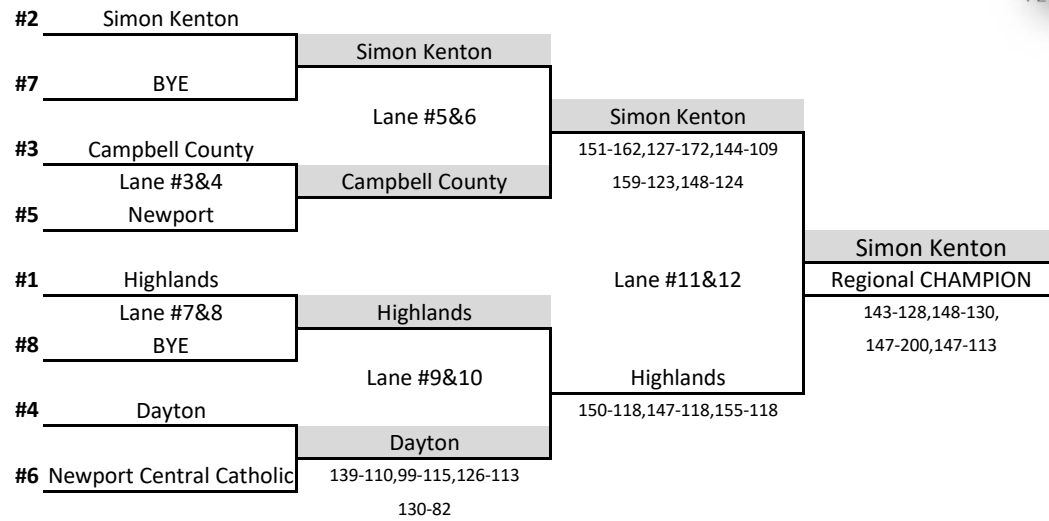 #2 Simon Kenton
Simon Kenton
#7 BYE
Lane #5&6
Simon Kenton
#3 Campbell County
151-162,127-172,144-109
Lane #3&4
Campbell County
159-123,148-124
#5 Newport
Simon Kenton
#1 Highlands
Lane #11&12
Regional CHAMPION
Lane #7&8
Highlands
143-128,148-130,
#8 BYE
147-200,147-113
Lane #9&10
Highlands
#4 Dayton
150-118,147-118,155-118
Dayton
#6 Newport Central Catholic
139-110,99-115,126-113
130-82